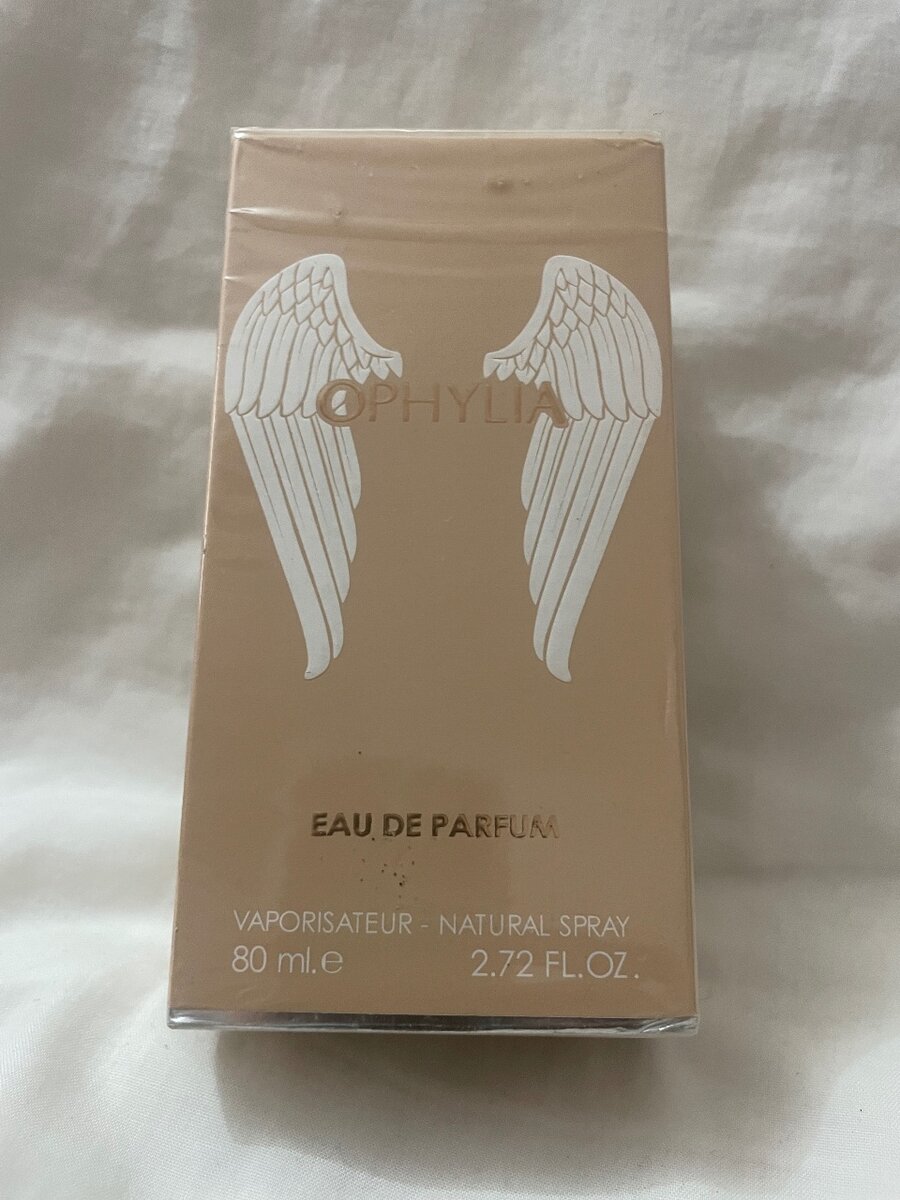 OPHYLIA
EAU DE PARFUM
VAPORISATEUR - NATURAL SPRAY
80 ml.e 2.72 FL.OZ.